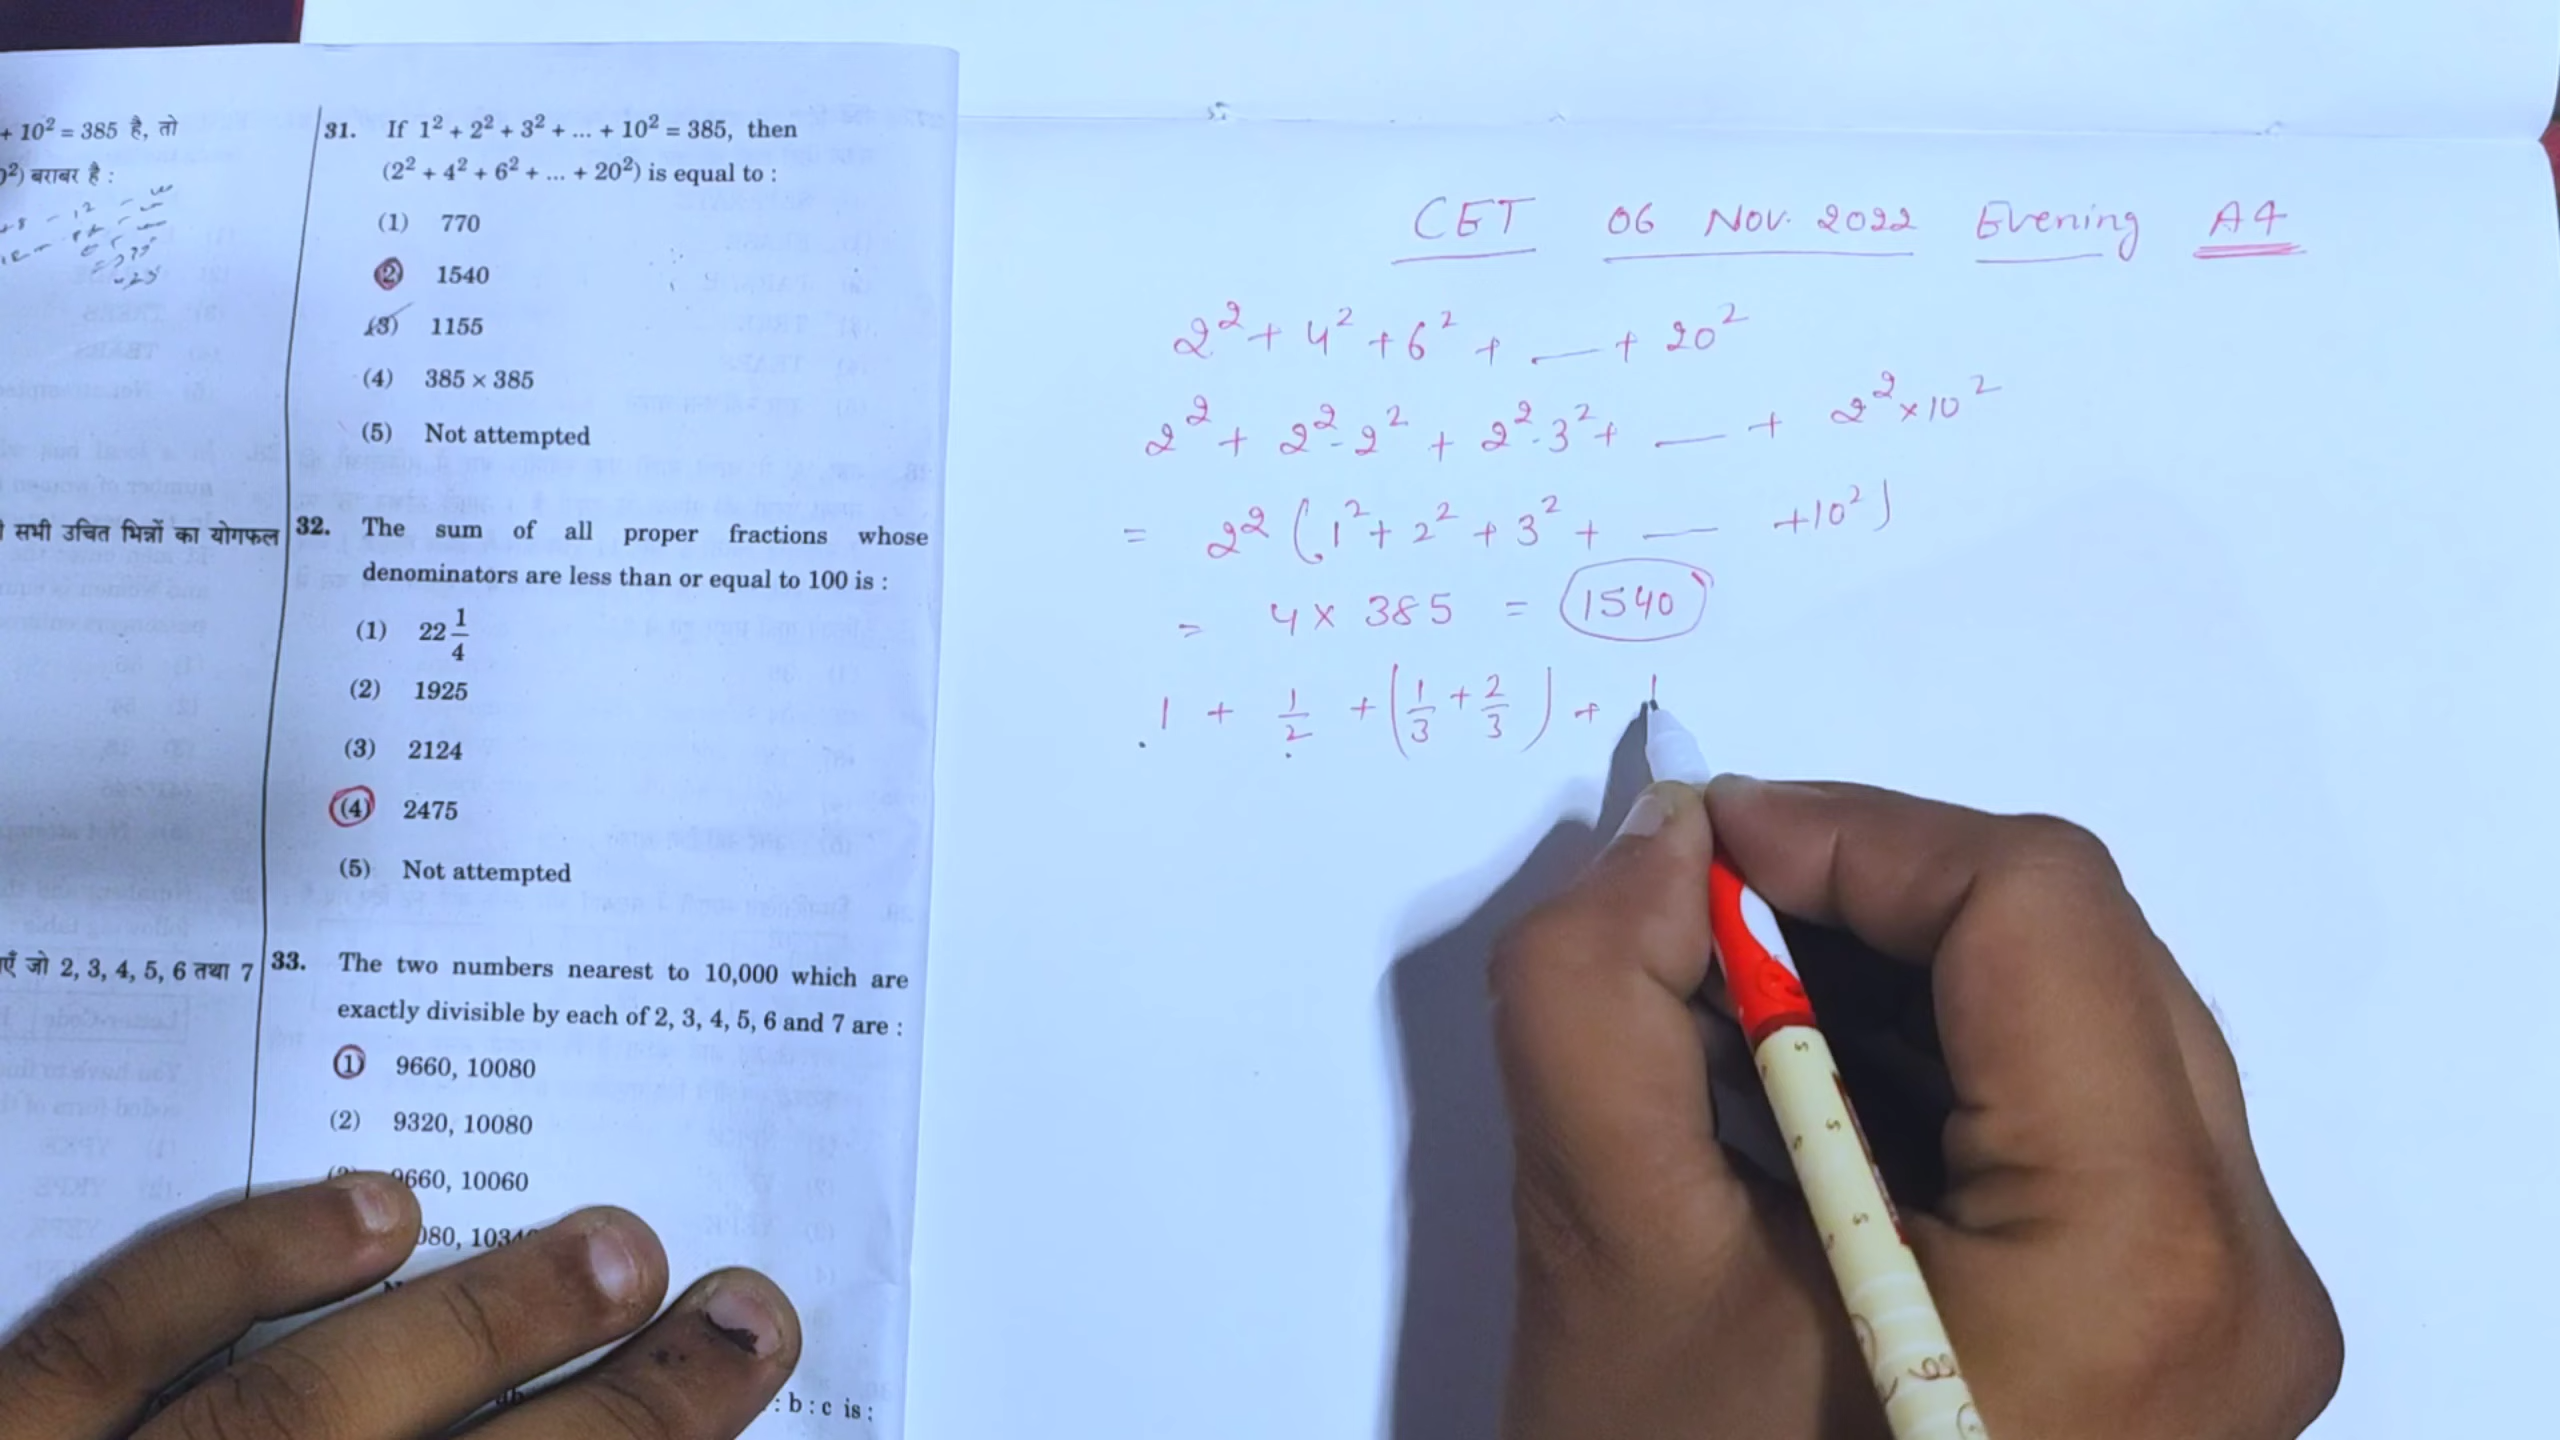 + 10² = 385 है, तो
0²) बराबर है :
31. If 1² + 2² + 3² + ... + 10² = 385, then
(2² + 4² + 6² + ... + 20²) is equal to :
(1) 770
(2) 1540
(3) 1155
(4) 385 × 385
(5) Not attempted
सभी उचित भिन्नों का योगफल
32. The sum of all proper fractions whose
denominators are less than or equal to 100 is :
(1) 22 1/4
(2) 1925
(3) 2124
(4) 2475
(5) Not attempted
जो 2, 3, 4, 5, 6 तथा 7
33. The two numbers nearest to 10,000 which are
exactly divisible by each of 2, 3, 4, 5, 6 and 7 are :
(1) 9660, 10080
(2) 9320, 10080
9660, 10060
080, 1034
: b : c is :
CET 06 Nov. 2022 Evening A4
2² + 4² + 6² + — + 20²
2² + 2²·2² + 2²·3² + — + 2²×10²
= 2² (1² + 2² + 3² + — +10²)
= 4 × 385 = 1540
1 + 1/2 + (1/3 + 2/3) + 1